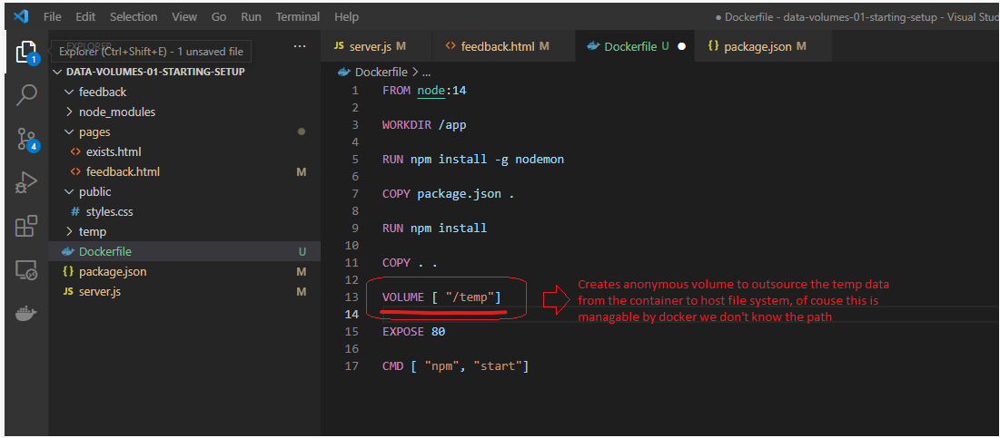 File Edit Selection View Go Run Terminal Help ● Dockerfile - data-volumes-01-starting-setup - Visual Stud
EXPLORER ...
Explorer (Ctrl+Shift+E) - 1 unsaved file
1
JS server.js M <> feedback.html M Dockerfile U ● {} package.json M
DATA-VOLUMES-01-STARTING-SETUP
feedback
node_modules
pages
exists.html
feedback.html M
public
# styles.css
temp
Dockerfile U
{} package.json M
JS server.js M
4
Dockerfile > ...
1 FROM node:14
2
3 WORKDIR /app
4
5 RUN npm install -g nodemon
6
7 COPY package.json .
8
9 RUN npm install
10
11 COPY . .
12
13 VOLUME [ "/temp"]
14
15 EXPOSE 80
16
17 CMD [ "npm", "start"]
Creates anonymous volume to outsource the temp data
from the container to host file system, of couse this is
managable by docker we don't know the path